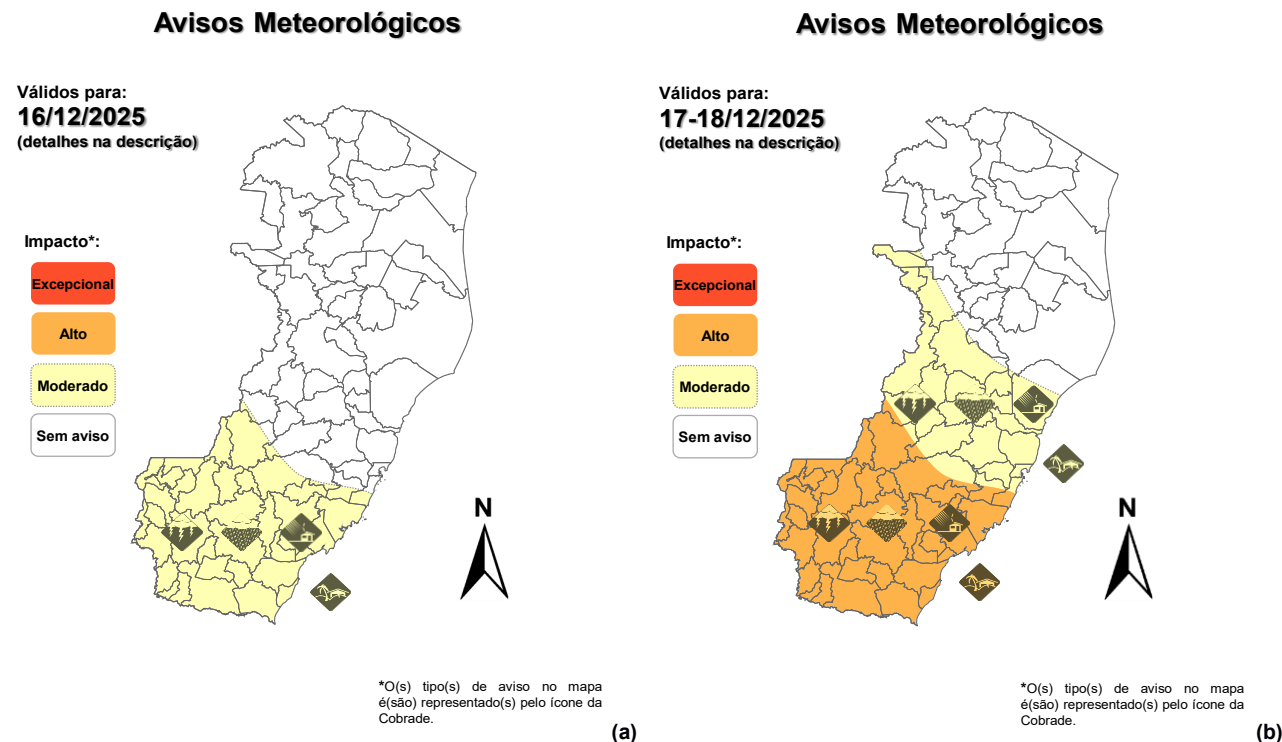 Avisos Meteorológicos
Válidos para:
16/12/2025
(detalhes na descrição)
Impacto*:
Excepcional
Alto
Moderado
Sem aviso
N
*O(s) tipo(s) de aviso no mapa
é(são) representado(s) pelo ícone da
Cobrade.
(a)
Avisos Meteorológicos
Válidos para:
17-18/12/2025
(detalhes na descrição)
Impacto*:
Excepcional
Alto
Moderado
Sem aviso
N
*O(s) tipo(s) de aviso no mapa
é(são) representado(s) pelo ícone da
Cobrade.
(b)